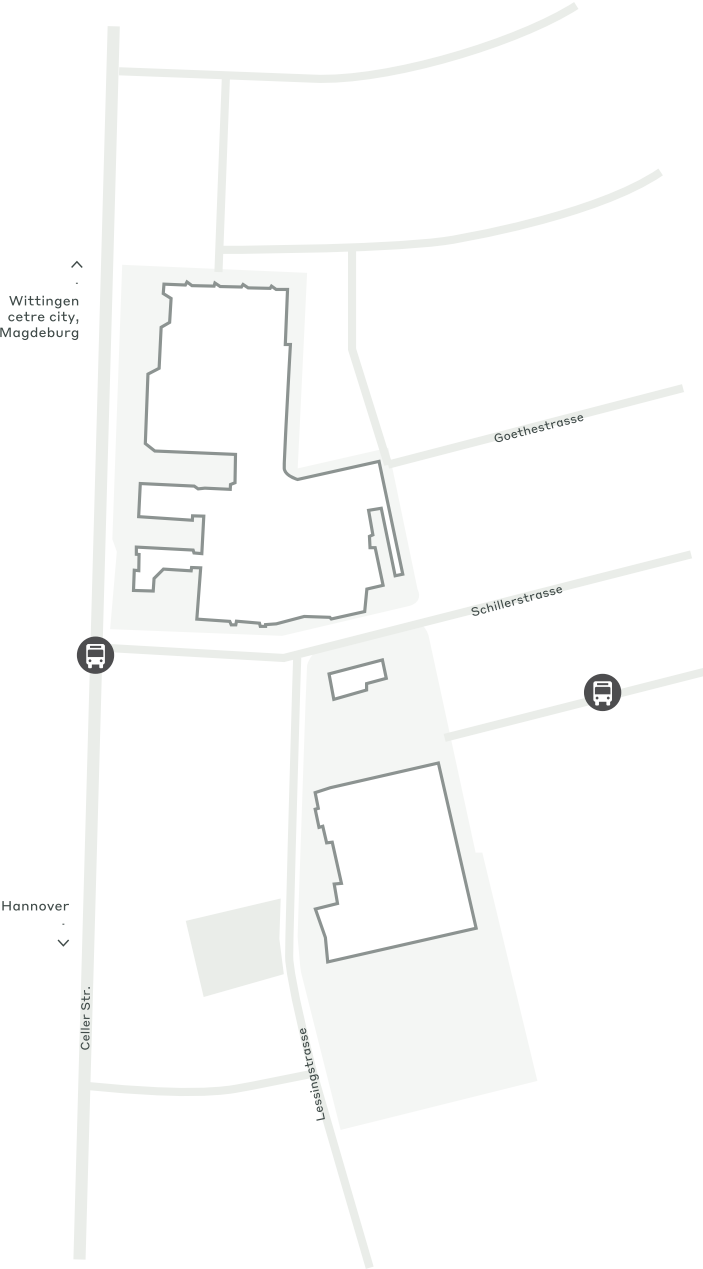 Wittingen
cetre city,
Magdeburg
Goethestrasse
Schillerstrasse
Hannover
Celler Str.
Lessingstrasse